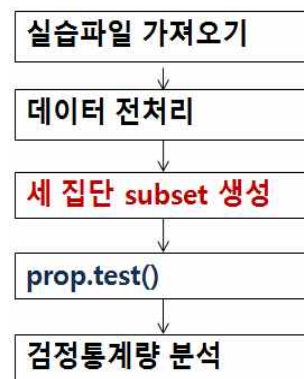 실습파일 가져오기
데이터 전처리
세 집단 subset 생성
prop.test()
검정통계량 분석